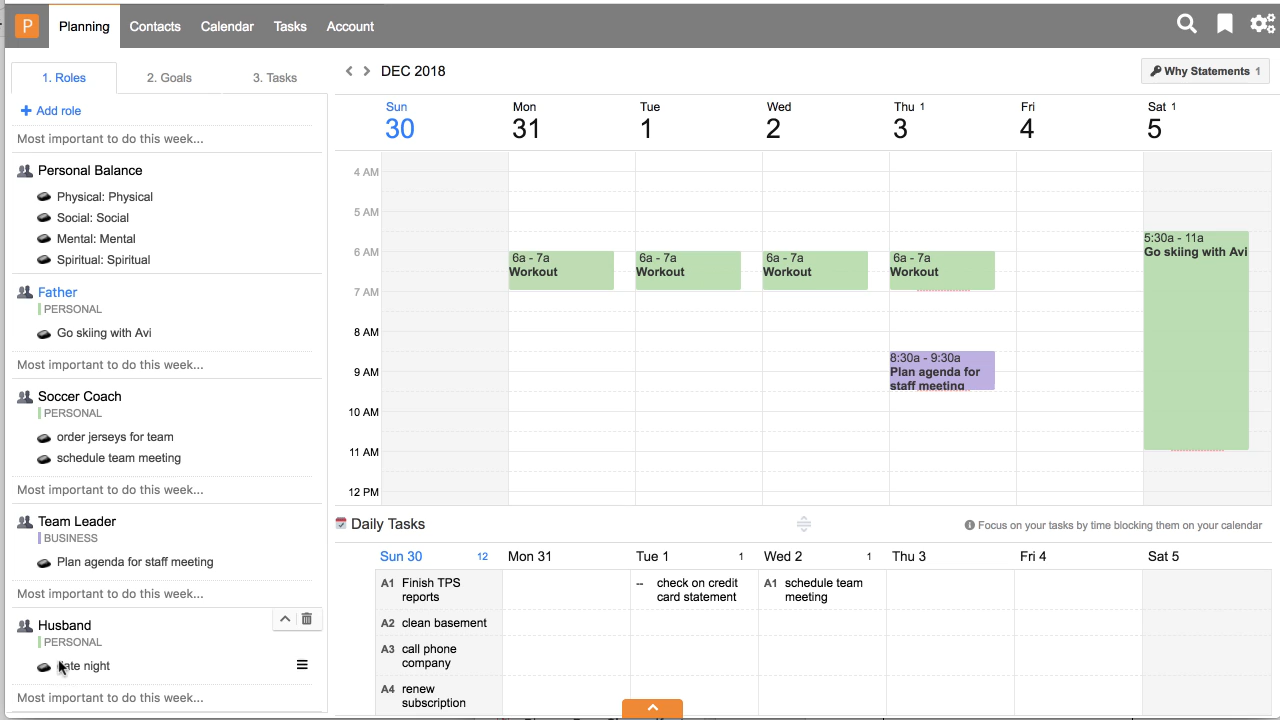 P
Planning
Contacts
Calendar
Tasks
Account
1. Roles
2. Goals
3. Tasks
Add role
Most important to do this week...
Personal Balance
Physical: Physical
Social: Social
Mental: Mental
Spiritual: Spiritual
Father
PERSONAL
Go skiing with Avi
Most important to do this week...
Soccer Coach
PERSONAL
order jerseys for team
schedule team meeting
Most important to do this week...
Team Leader
BUSINESS
Plan agenda for staff meeting
Most important to do this week...
Husband
PERSONAL
date night
Most important to do this week...
DEC 2018
Why Statements 1
Sun
30
Mon
31
Tue
1
Wed
2
Thu 1
3
Fri
4
Sat 1
5
4 AM
5 AM
6 AM
7 AM
8 AM
9 AM
10 AM
11 AM
12 PM
6a - 7a
Workout
6a - 7a
Workout
6a - 7a
Workout
6a - 7a
Workout
8:30a - 9:30a
Plan agenda for
staff meeting
5:30a - 11a
Go skiing with Avi
Daily Tasks
Focus on your tasks by time blocking them on your calendar
Sun 30 12
Mon 31
Tue 1 1
Wed 2 1
Thu 3
Fri 4
Sat 5
A1 Finish TPS
reports
A2 clean basement
A3 call phone
company
A4 renew
subscription
-- check on credit
card statement
A1 schedule team
meeting